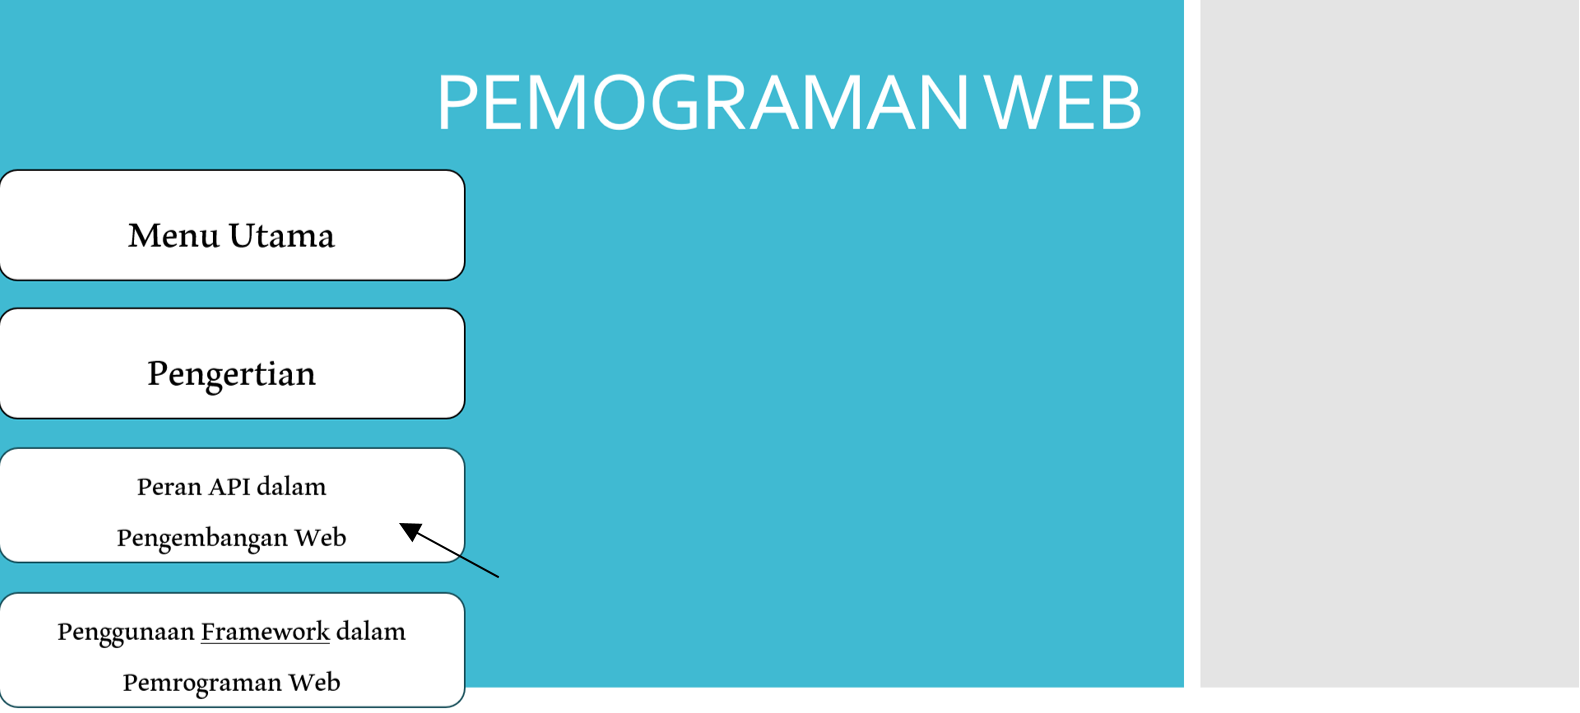 PEMOGRAMAN WEB
Menu Utama
Pengertian
Peran API dalam
Pengembangan Web
Penggunaan Framework dalam
Pemrograman Web